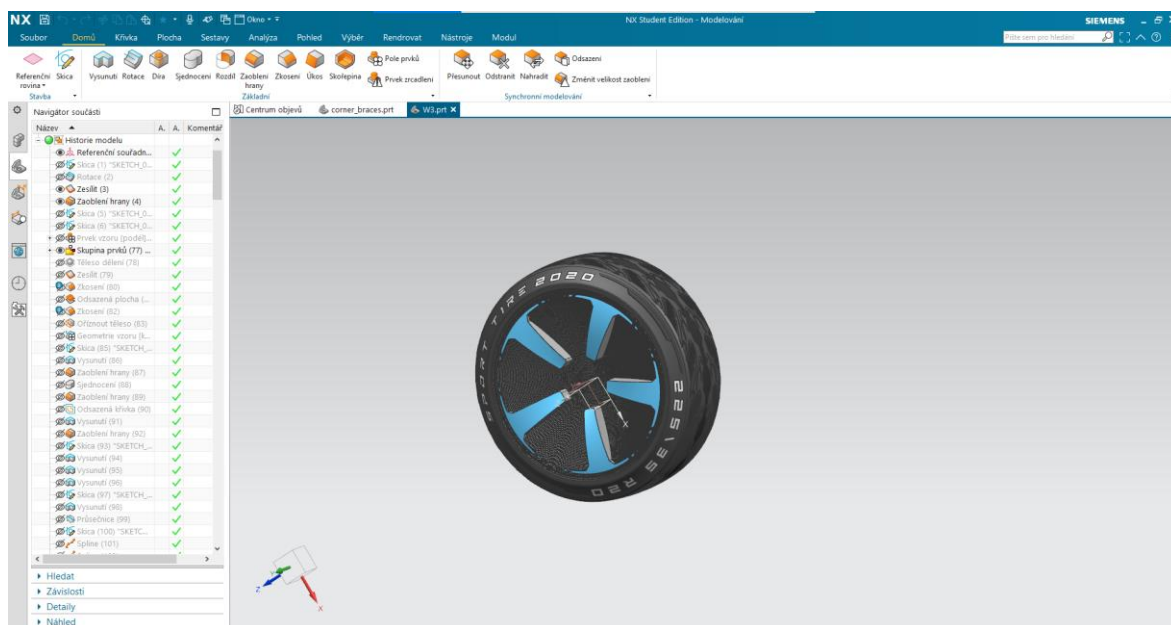 NX Okno NX Student Edition - Modelování SIEMENS
Soubor Domů Křivka Plocha Sestavy Analýza Pohled Výběr Rendrovat Nástroje Modul Pište sem pro hledání
Referenční rovina Skica Vysunutí Rotace Díra Sjednocení Rozdíl Zaoblení hrany Zkosení Úkos Skořepina Pole prvků Prvek zrcadlení Přesunout Odstranit Nahradit Odsazení Změnit velikost zaoblení
Stavba Základní Synchronní modelování
Navigátor součásti Centrum objevů corner_braces.prt W3.prt
Název A. A. Komentář
Historie modelu
Referenční souřadn...
Skica (1) "SKETCH_0...
Rotace (2)
Zesílit (3)
Zaoblení hrany (4)
Skica (5) "SKETCH_0...
Skica (6) "SKETCH_0...
Prvek vzoru [podél]...
Skupina prvků (77) ...
Těleso dělení (78)
Zesílit (79)
Zkosení (80)
Odsazená plocha (...
Zkosení (82)
Oříznout těleso (83)
Geometrie vzoru [k...
Skica (85) "SKETCH_...
Vysunutí (86)
Zaoblení hrany (87)
Sjednocení (88)
Zaoblení hrany (89)
Odsazená křivka (90)
Vysunutí (91)
Zaoblení hrany (92)
Skica (93) "SKETCH_...
Vysunutí (94)
Vysunutí (95)
Vysunutí (96)
Skica (97) "SKETCH_...
Vysunutí (98)
Průsečnice (99)
Skica (100) "SKETC...
Spline (101)
Hledat
Závislosti
Detaily
Náhled
SPORT TIRE 2020
225/35 R20
X
Z
X